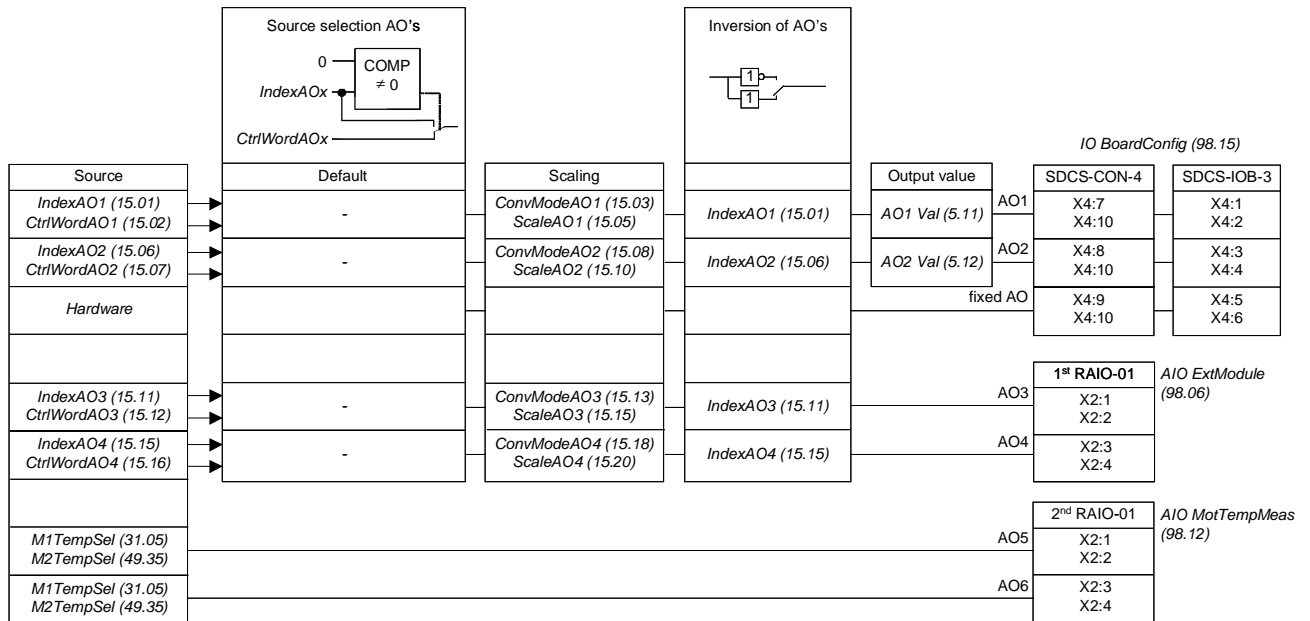 Source selection AO's
0
COMP
≠ 0
IndexAOx
CtrlWordAOx
Inversion of AO's
1
1
IO BoardConfig (98.15)
Source
Default
Scaling
Output value
SDCS-CON-4
SDCS-IOB-3
IndexAO1 (15.01)
CtrlWordAO1 (15.02)
-
ConvModeAO1 (15.03)
ScaleAO1 (15.05)
IndexAO1 (15.01)
AO1 Val (5.11)
AO1
X4:7
X4:10
X4:1
X4:2
IndexAO2 (15.06)
CtrlWordAO2 (15.07)
-
ConvModeAO2 (15.08)
ScaleAO2 (15.10)
IndexAO2 (15.06)
AO2 Val (5.12)
AO2
X4:8
X4:10
X4:3
X4:4
Hardware
fixed AO
X4:9
X4:10
X4:5
X4:6
1st RAIO-01
AIO ExtModule
(98.06)
IndexAO3 (15.11)
CtrlWordAO3 (15.12)
-
ConvModeAO3 (15.13)
ScaleAO3 (15.15)
IndexAO3 (15.11)
AO3
X2:1
X2:2
IndexAO4 (15.15)
CtrlWordAO4 (15.16)
-
ConvModeAO4 (15.18)
ScaleAO4 (15.20)
IndexAO4 (15.15)
AO4
X2:3
X2:4
2nd RAIO-01
AIO MotTempMeas
(98.12)
M1TempSel (31.05)
M2TempSel (49.35)
AO5
X2:1
X2:2
M1TempSel (31.05)
M2TempSel (49.35)
AO6
X2:3
X2:4